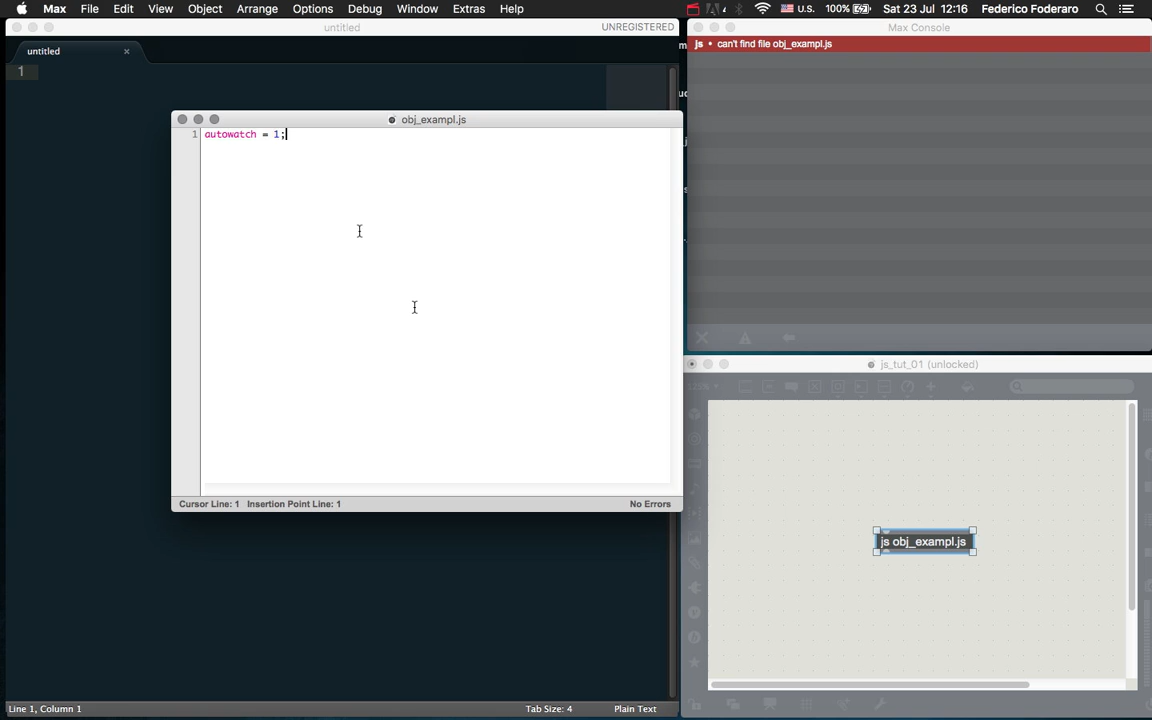 Max File Edit View Object Arrange Options Debug Window Extras Help U.S. 100% Sat 23 Jul 12:16 Federico Foderaro
untitled UNREGISTERED
untitled ×
1
Max Console
js • can't find file obj_exampl.js
obj_exampl.js
1 autowatch = 1;
Cursor Line: 1 Insertion Point Line: 1 No Errors
js_tut_01 (unlocked)
js obj_exampl.js
Line 1, Column 1 Tab Size: 4 Plain Text